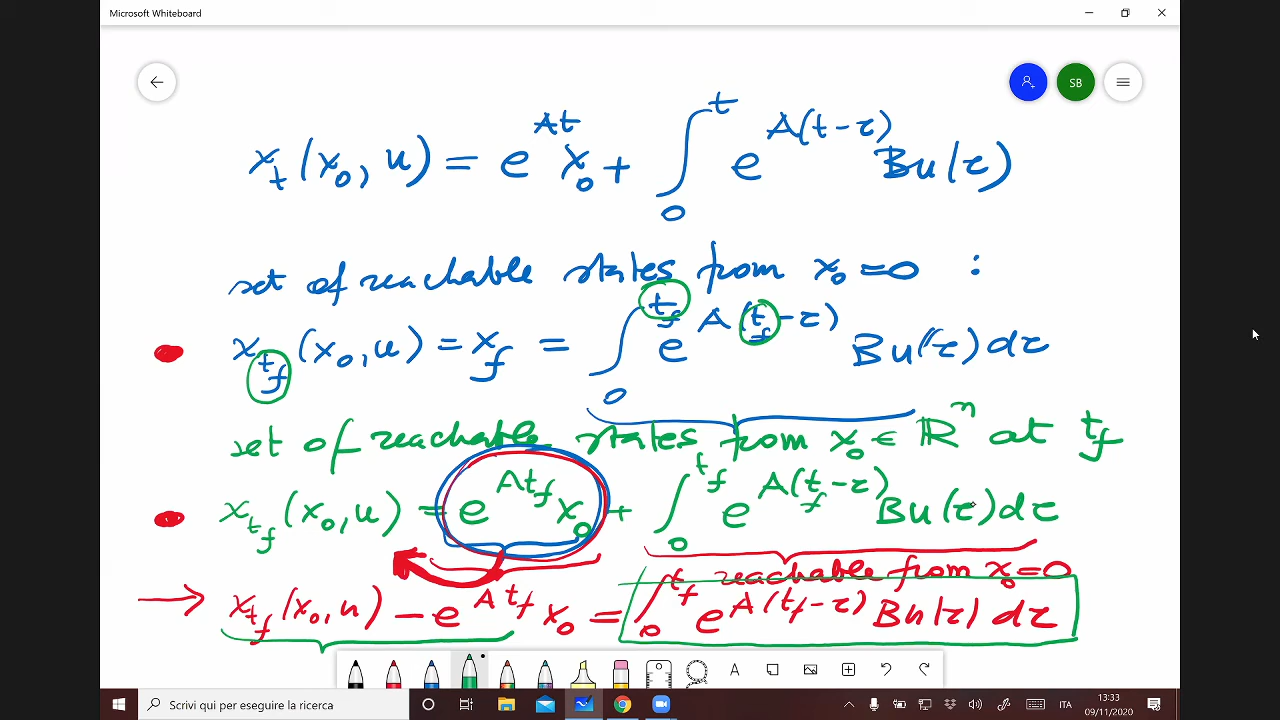 Microsoft Whiteboard
SB
x_t(x_0, u) = e^{At} x_0 + ∫_0^t e^{A(t-τ)} Bu(τ)
set of reachable states from x_0 = 0 :
x_{t_f}(x_0, u) = x_f = ∫_0^{t_f} e^{A(t_f-τ)} Bu(τ)dτ
set of reachable states from x_0 ∈ ℝ^n at t_f
x_{t_f}(x_0, u) = e^{At_f} x_0 + ∫_0^{t_f} e^{A(t_f-τ)} Bu(τ)dτ
reachable from x_0=0
→ x_{t_f}(x_0, u) - e^{At_f} x_0 = ∫_0^{t_f} e^{A(t_f-τ)} Bu(τ) dτ
A
Scrivi qui per eseguire la ricerca
ITA
13:33
09/11/2020